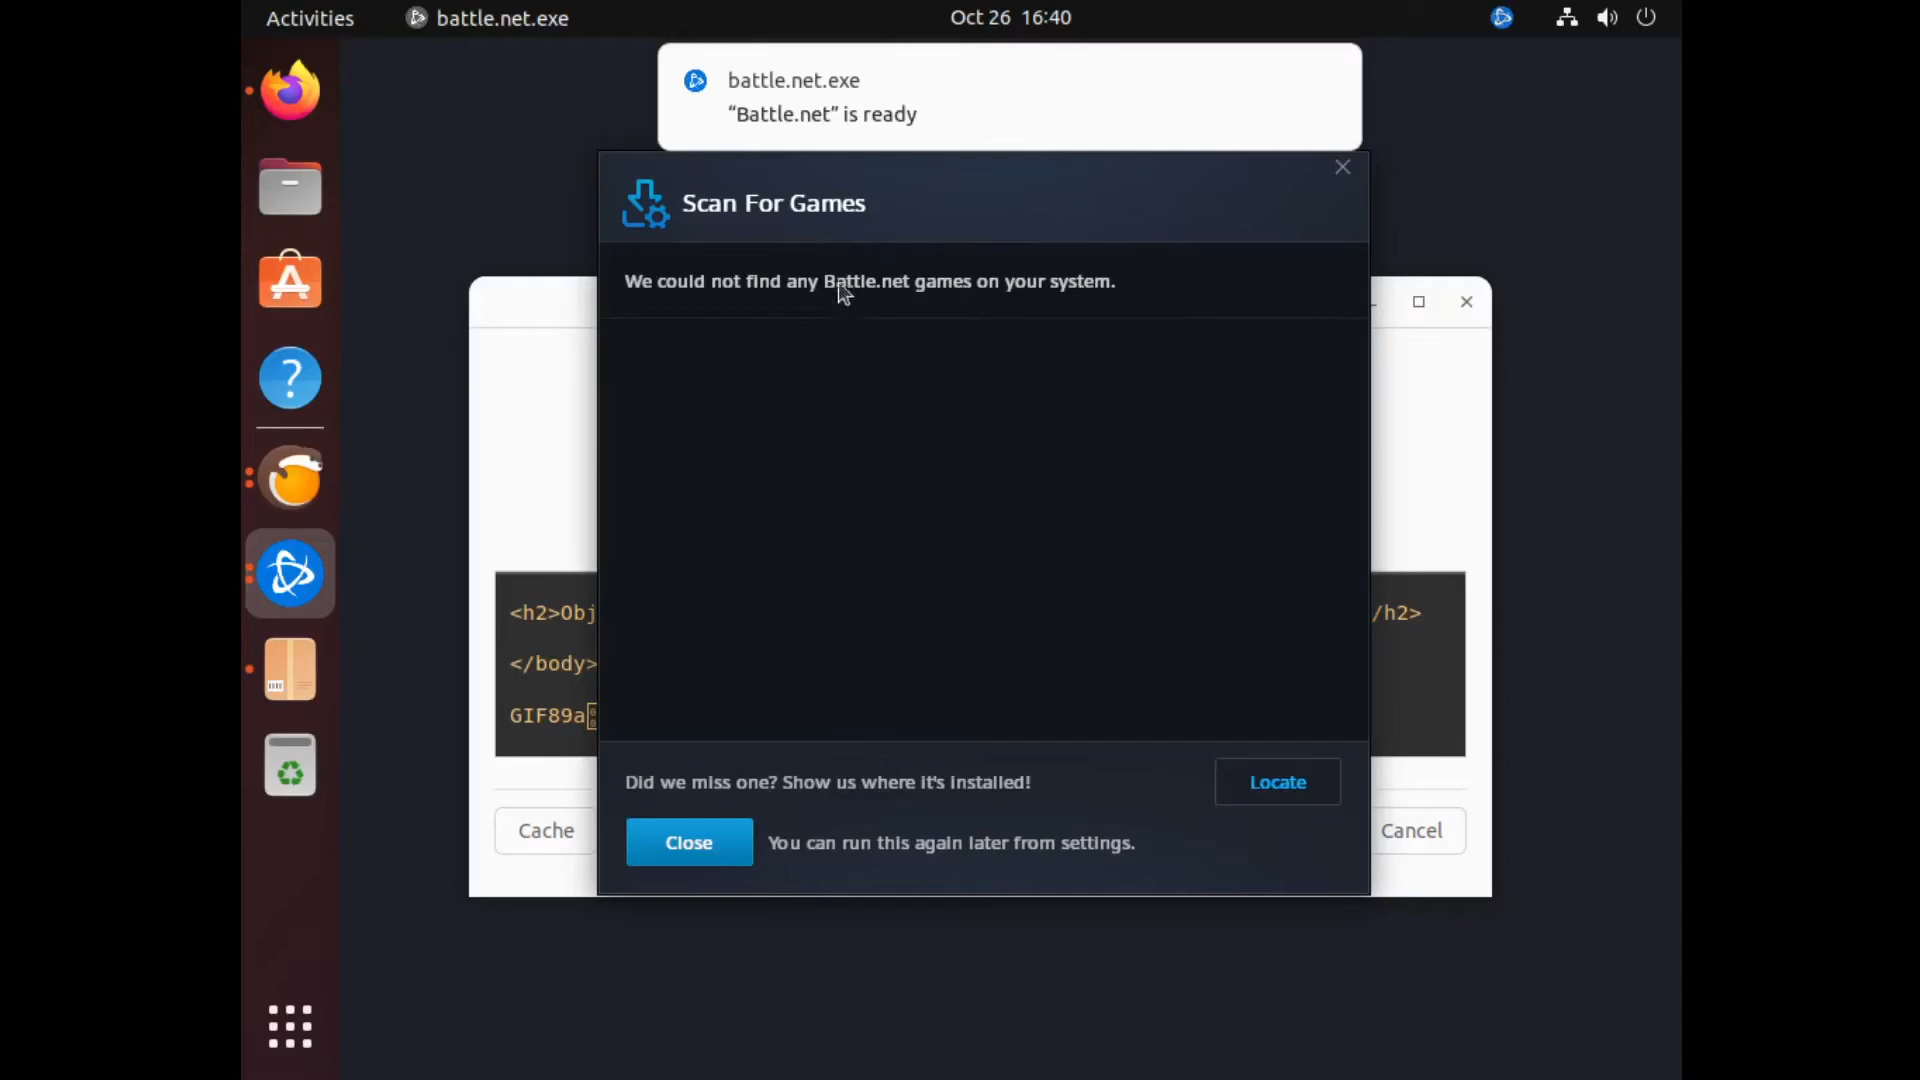 Activities
battle.net.exe
Oct 26 16:40
battle.net.exe
“Battle.net” is ready
Scan For Games
We could not find any Battle.net games on your system.
<h2>Obj
/h2>
</body>
GIF89a
Did we miss one? Show us where it's installed!
Locate
Cache
Close
You can run this again later from settings.
Cancel